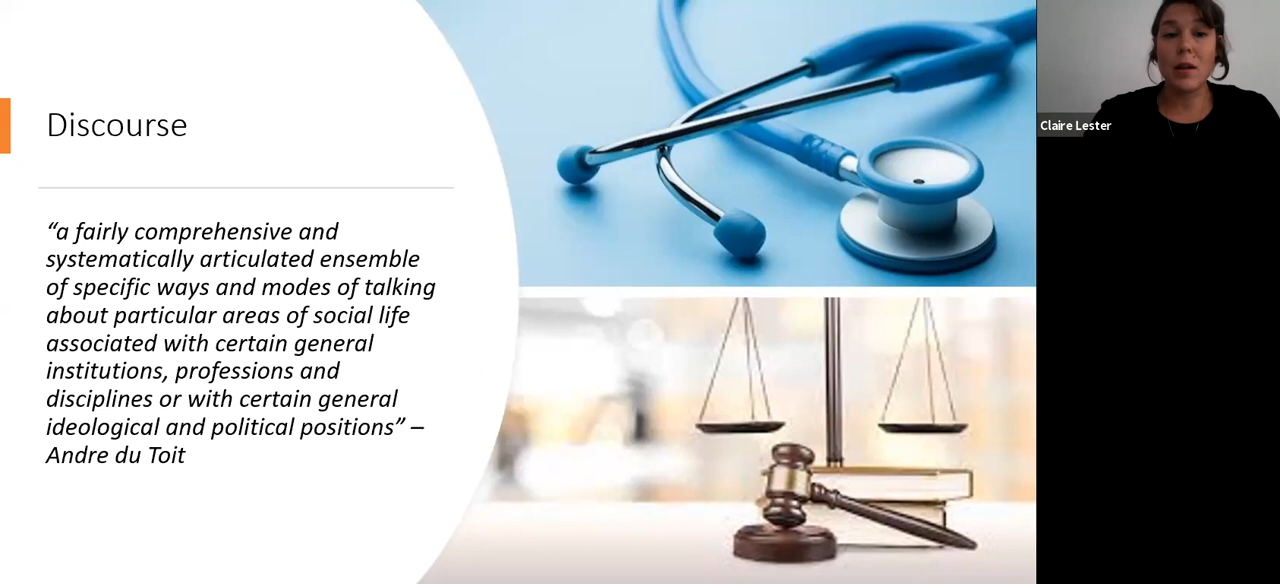 Discourse
“a fairly comprehensive and
systematically articulated ensemble
of specific ways and modes of talking
about particular areas of social life
associated with certain general
institutions, professions and
disciplines or with certain general
ideological and political positions” –
Andre du Toit
Claire Lester